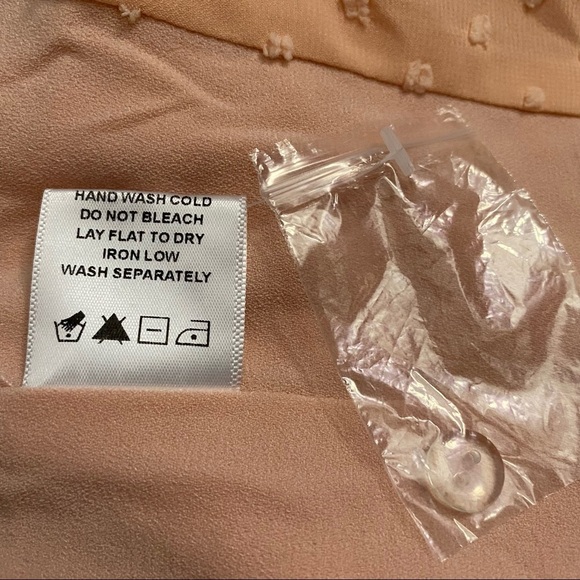 HAND WASH COLD
DO NOT BLEACH
LAY FLAT TO DRY
IRON LOW
WASH SEPARATELY